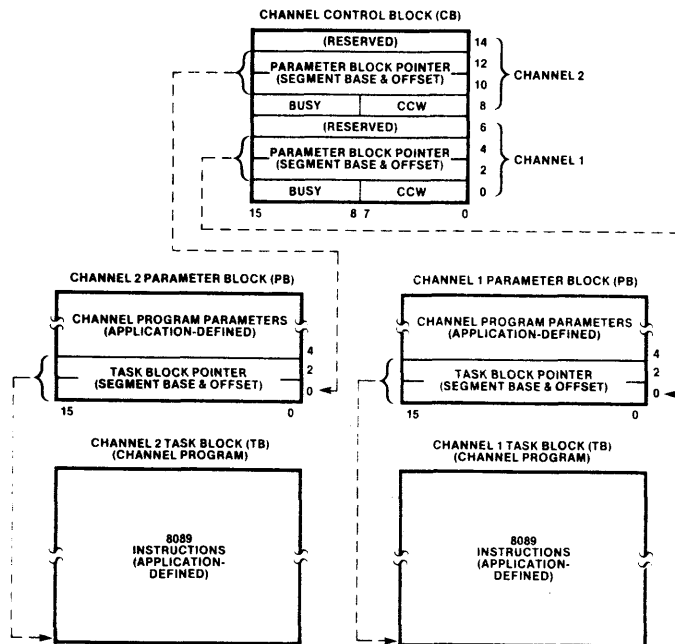 CHANNEL CONTROL BLOCK (CB)
(RESERVED) 14
PARAMETER BLOCK POINTER 12
(SEGMENT BASE & OFFSET) 10
BUSY CCW 8
CHANNEL 2
(RESERVED) 6
PARAMETER BLOCK POINTER 4
(SEGMENT BASE & OFFSET) 2
BUSY CCW 0
CHANNEL 1
15 8 7 0
CHANNEL 2 PARAMETER BLOCK (PB)
CHANNEL PROGRAM PARAMETERS
(APPLICATION-DEFINED)
4
TASK BLOCK POINTER 2
(SEGMENT BASE & OFFSET) 0
15 0
CHANNEL 1 PARAMETER BLOCK (PB)
CHANNEL PROGRAM PARAMETERS
(APPLICATION-DEFINED)
4
TASK BLOCK POINTER 2
(SEGMENT BASE & OFFSET) 0
15 0
CHANNEL 2 TASK BLOCK (TB)
(CHANNEL PROGRAM)
8089
INSTRUCTIONS
(APPLICATION-
DEFINED)
CHANNEL 1 TASK BLOCK (TB)
(CHANNEL PROGRAM)
8089
INSTRUCTIONS
(APPLICATION-
DEFINED)